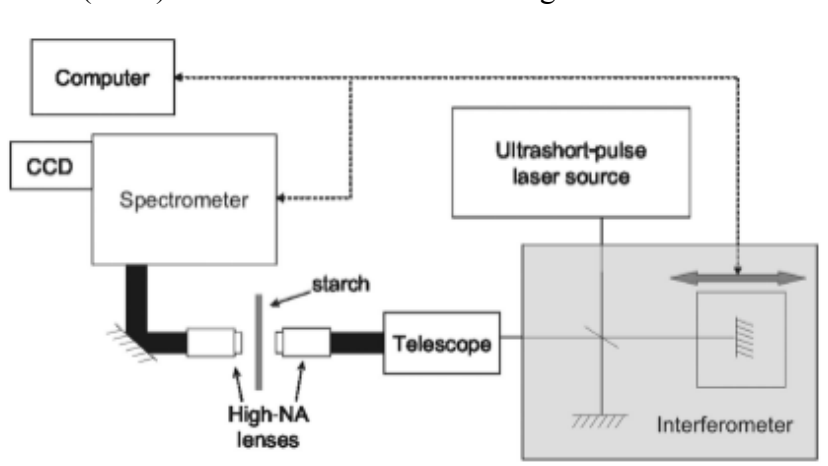 Computer
CCD
Spectrometer
Ultrashort-pulse
laser source
starch
Telescope
High-NA
lenses
Interferometer